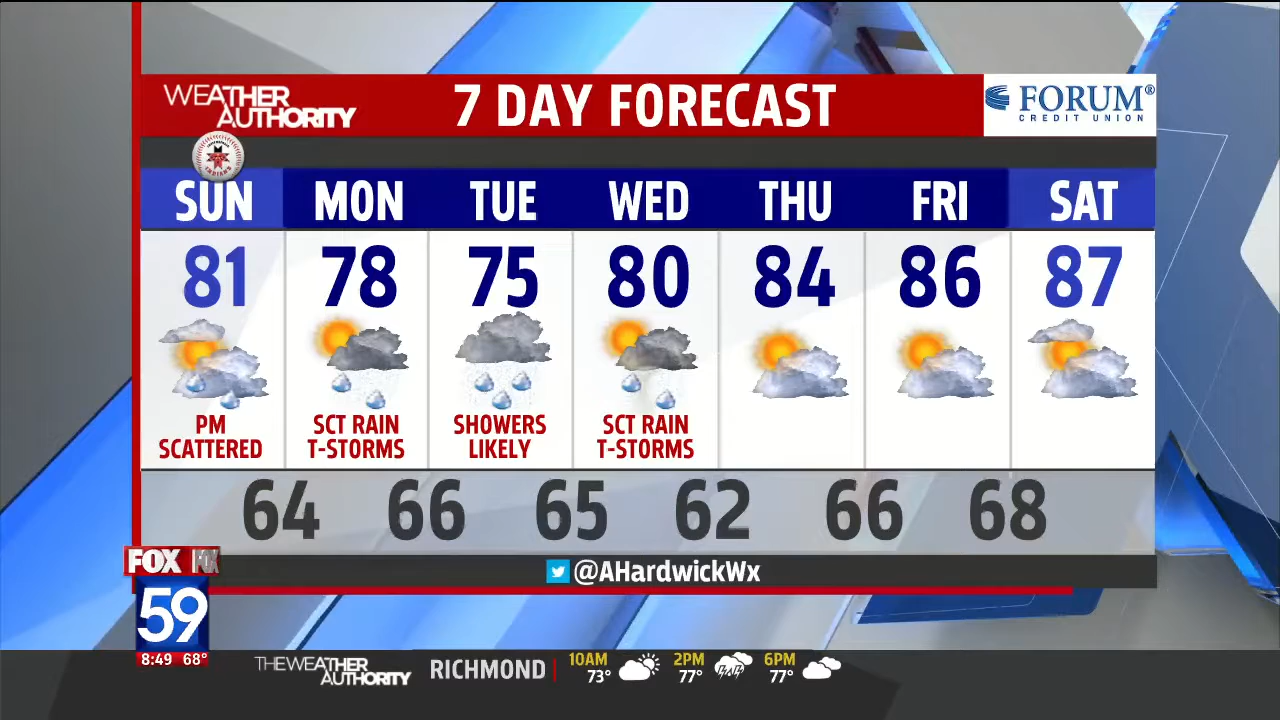 WEATHER AUTHORITY
7 DAY FORECAST
FORUM®
CREDIT UNION
INDIANS
SUN MON TUE WED THU FRI SAT
81 78 75 80 84 86 87
PM SCATTERED
SCT RAIN T-STORMS
SHOWERS LIKELY
SCT RAIN T-STORMS
64 66 65 62 66 68
@AHardwickWx
FOX FOX
59
8:49 68°
THE WEATHER AUTHORITY
RICHMOND
10AM 73°
2PM 77°
6PM 77°